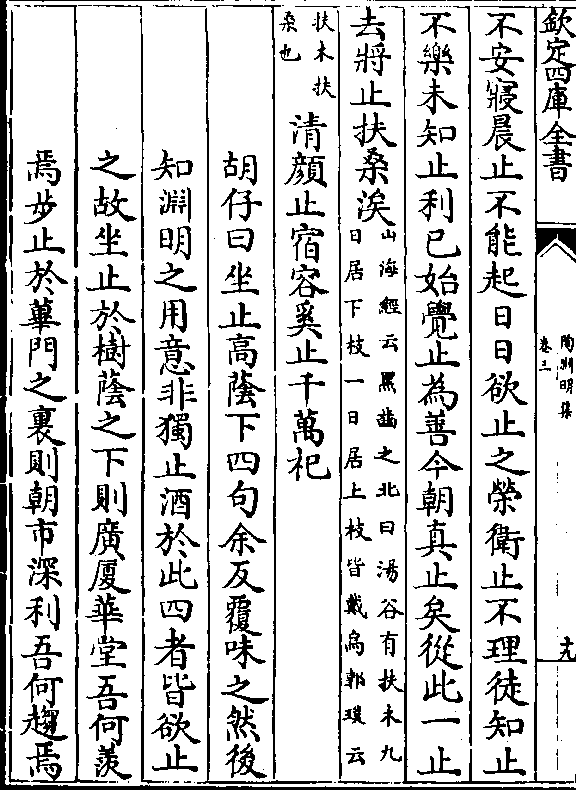 欽定四庫全書
陶淵明集
卷三
十九
不安寢晨止不能起日日欲止之榮衛止不理徒知止
不樂未知止利已始覺止為善今朝真止矣從此一止
去將止扶桑涘
山海經云黑齒之北曰湯谷有扶木九
日居下枝一日居上枝皆戴烏郭璞云
扶木扶
桑也
清顔止宿容奚止千萬祀
胡仔曰坐止高蔭下四句余反覆味之然後
知淵明之用意非獨止酒於此四者皆欲止
之故坐止於樹蔭之下則廣厦華堂吾何羨
焉步止於蓽門之裏則朝市深利吾何趨焉